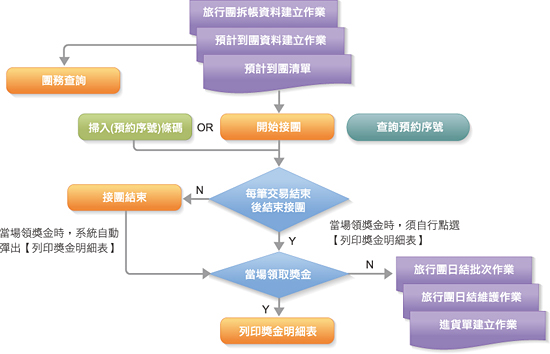 旅行團拆帳資料建立作業
預計到團資料建立作業
預計到團清單
團務查詢
掃入(預約序號)條碼
OR
開始接團
查詢預約序號
每筆交易結束
後結束接團
N
接團結束
Y
當場領獎金時，系統自動
彈出【列印獎金明細表】
當場領獎金時，須自行點選
【列印獎金明細表】
當場領取獎金
N
Y
旅行團日結批次作業
旅行團日結維護作業
進貨單建立作業
列印獎金明細表